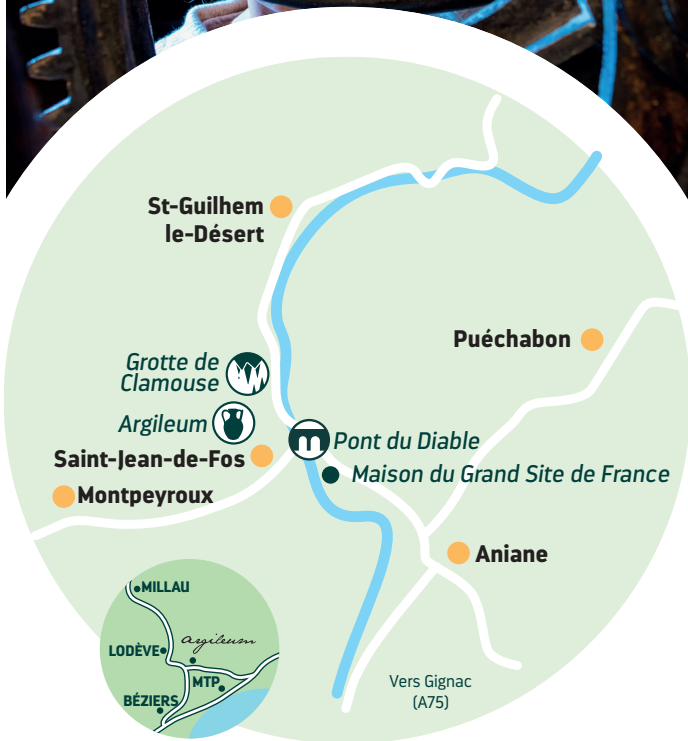 St-Guilhem
le-Désert
Puéchabon
Grotte de
Clamouse
Argileum
Pont du Diable
Saint-Jean-de-Fos
Maison du Grand Site de France
Montpeyroux
Aniane
MILLAU
argileum
LODÈVE
MTP
BÉZIERS
Vers Gignac
(A75)